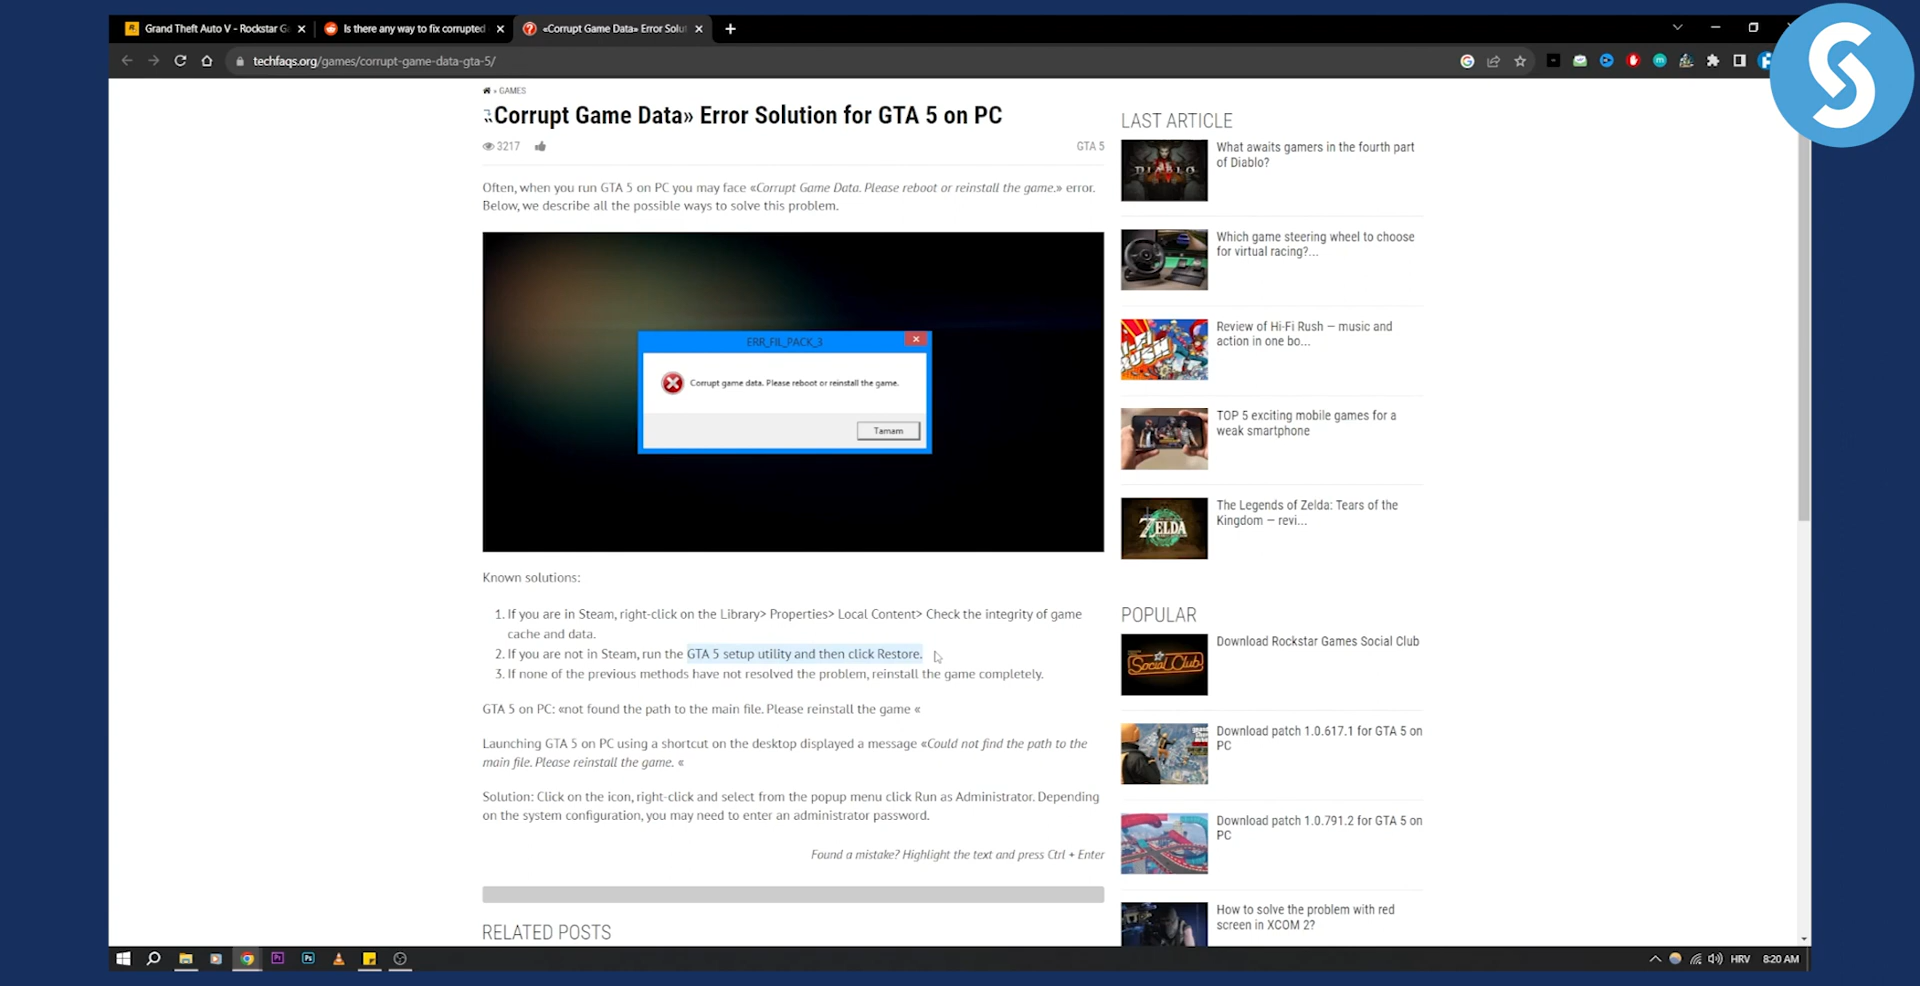 Grand Theft Auto V - Rockstar Ga
Is there any way to fix corrupted
«Corrupt Game Data» Error Solut
techfaqs.org/games/corrupt-game-data-gta-5/
» GAMES
Corrupt Game Data» Error Solution for GTA 5 on PC
3217
GTA 5
Often, when you run GTA 5 on PC you may face «Corrupt Game Data. Please reboot or reinstall the game.» error.
Below, we describe all the possible ways to solve this problem.
ERR_FIL_PACK_3
Corrupt game data. Please reboot or reinstall the game.
Tamam
Known solutions:
1. If you are in Steam, right-click on the Library> Properties> Local Content> Check the integrity of game
cache and data.
2. If you are not in Steam, run the GTA 5 setup utility and then click Restore.
3. If none of the previous methods have not resolved the problem, reinstall the game completely.
GTA 5 on PC: «not found the path to the main file. Please reinstall the game «
Launching GTA 5 on PC using a shortcut on the desktop displayed a message «Could not find the path to the
main file. Please reinstall the game. «
Solution: Click on the icon, right-click and select from the popup menu click Run as Administrator. Depending
on the system configuration, you may need to enter an administrator password.
Found a mistake? Highlight the text and press Ctrl + Enter
RELATED POSTS
LAST ARTICLE
DIABLO
What awaits gamers in the fourth part
of Diablo?
Which game steering wheel to choose
for virtual racing?...
RUSH
Review of Hi-Fi Rush – music and
action in one bo...
TOP 5 exciting mobile games for a
weak smartphone
ZELDA
The Legends of Zelda: Tears of the
Kingdom – revi...
POPULAR
Social Club
Download Rockstar Games Social Club
Download patch 1.0.617.1 for GTA 5 on
PC
Download patch 1.0.791.2 for GTA 5 on
PC
How to solve the problem with red
screen in XCOM 2?
HRV
8:20 AM